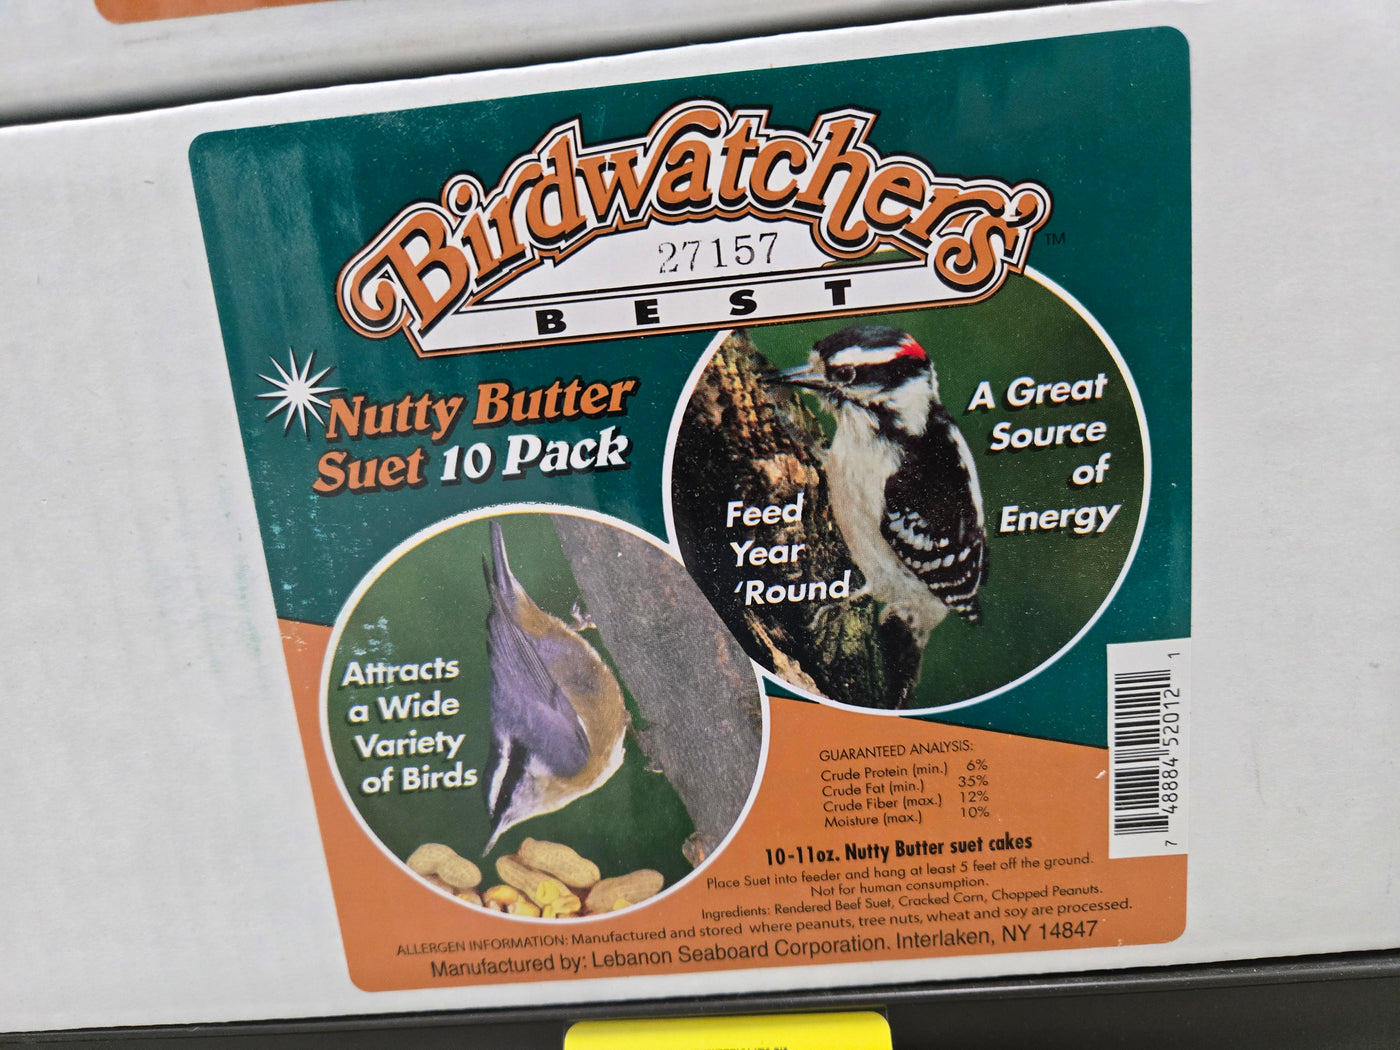 Birdwatchers'™
27157
BEST
Nutty Butter
Suet 10 Pack
A Great
Source
of
Energy
Feed
Year
‘Round
Attracts
a Wide
Variety
of Birds
GUARANTEED ANALYSIS:
Crude Protein (min.) 6%
Crude Fat (min.) 35%
Crude Fiber (max.) 12%
Moisture (max.) 10%
7 48884 52012 1
10-11oz. Nutty Butter suet cakes
Place Suet into feeder and hang at least 5 feet off the ground.
Not for human consumption.
Ingredients: Rendered Beef Suet, Cracked Corn, Chopped Peanuts.
ALLERGEN INFORMATION: Manufactured and stored where peanuts, tree nuts, wheat and soy are processed.
Manufactured by: Lebanon Seaboard Corporation. Interlaken, NY 14847